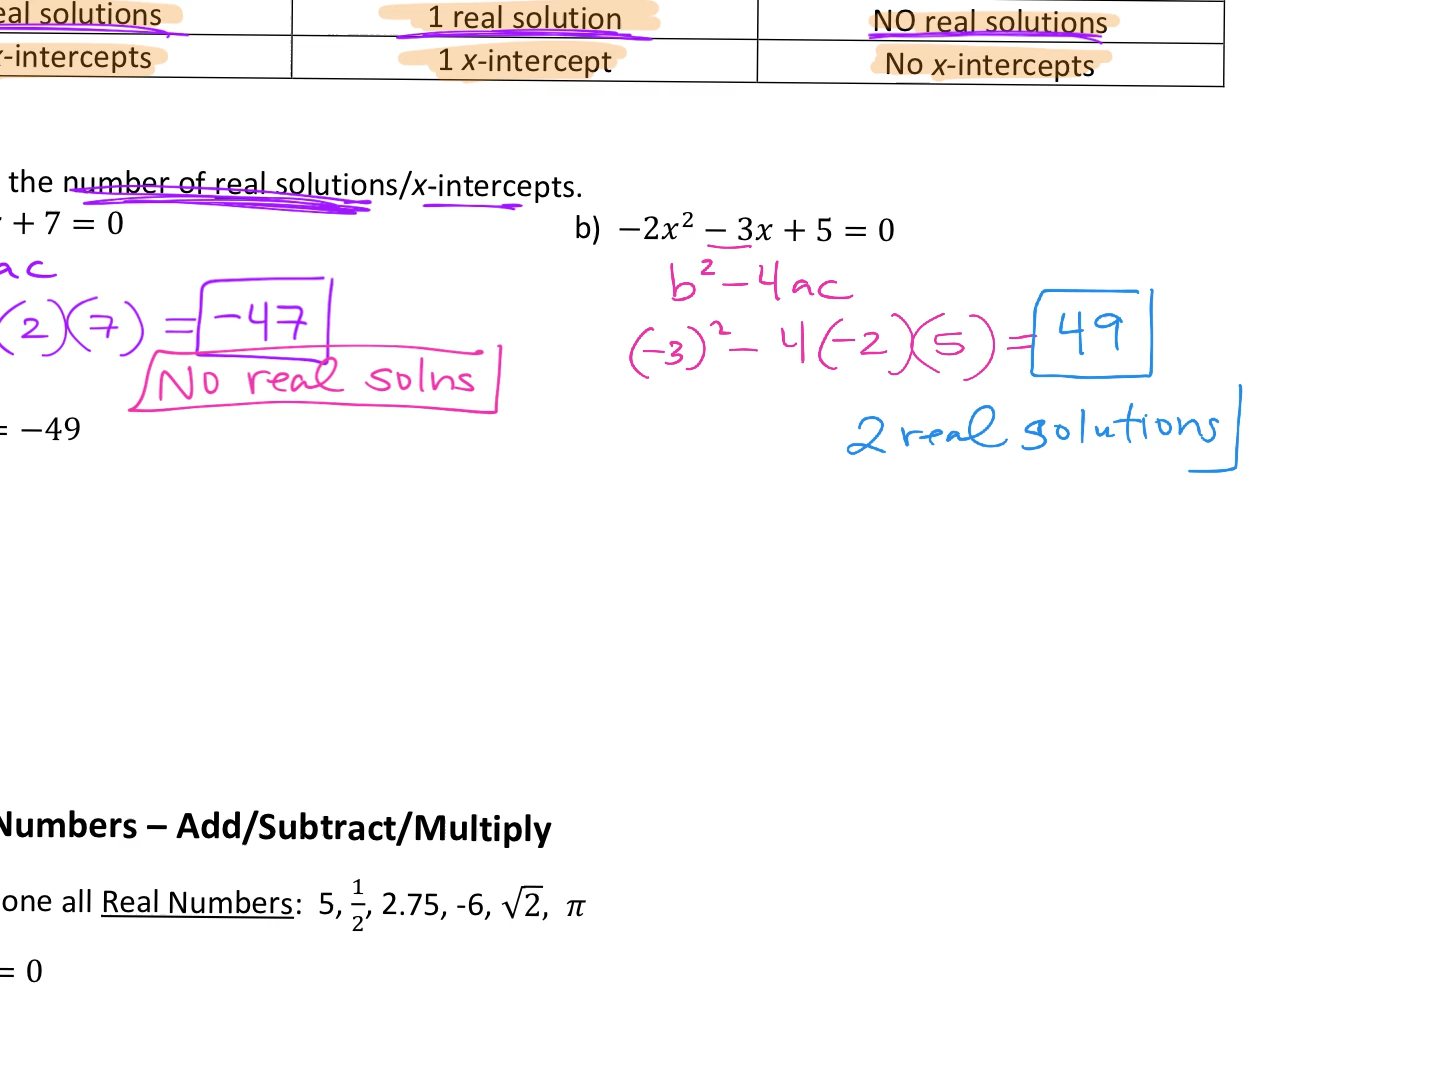 eal solutions 1 real solution NO real solutions
-intercepts 1 x-intercept No x-intercepts
the number of real solutions/x-intercepts.
+ 7 = 0
b) −2x² − 3x + 5 = 0
ac
b² − 4ac
(2)(7) = -47
(-3)² − 4(-2)(5) = 49
No real solns
= −49
2 real solutions
Numbers – Add/Subtract/Multiply
one all Real Numbers: 5, 1/2, 2.75, -6, √2, π
= 0